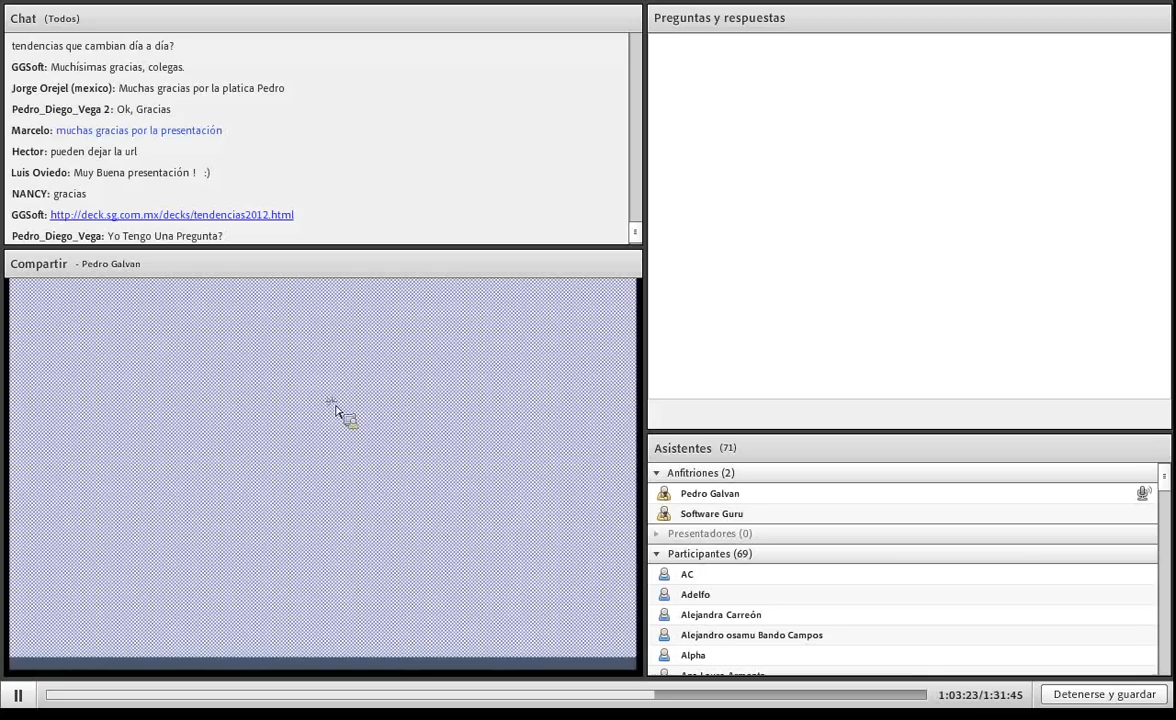 Chat (Todos)
tendencias que cambian día a día?
GGSoft: Muchísimas gracias, colegas.
Jorge Orejel (mexico): Muchas gracias por la platica Pedro
Pedro_Diego_Vega 2: Ok, Gracias
Marcelo: muchas gracias por la presentación
Hector: pueden dejar la url
Luis Oviedo: Muy Buena presentación ! :)
NANCY: gracias
GGSoft: http://deck.sg.com.mx/decks/tendencias2012.html
Pedro_Diego_Vega: Yo Tengo Una Pregunta?
Compartir - Pedro Galvan
Preguntas y respuestas
Asistentes (71)
Anfitriones (2)
Pedro Galvan
Software Guru
Presentadores (0)
Participantes (69)
AC
Adelfo
Alejandra Carreón
Alejandro osamu Bando Campos
Alpha
1:03:23/1:31:45
Detenerse y guardar